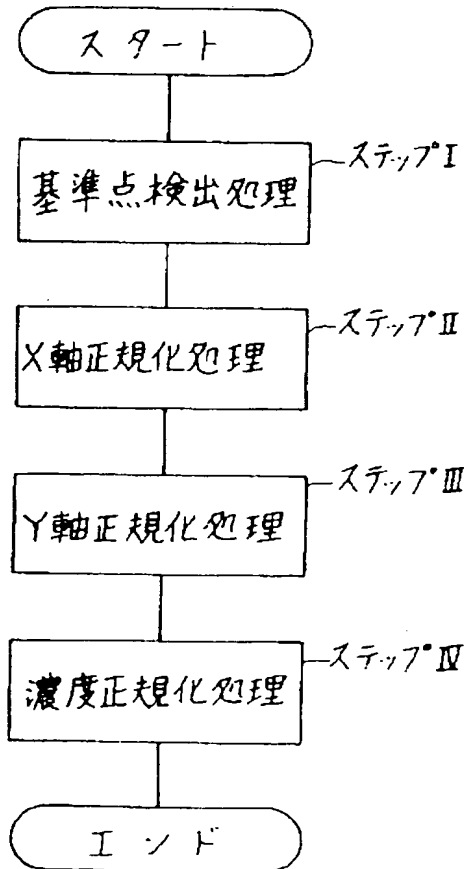 スタート
ステップⅠ
基準点検出処理
ステップⅡ
X軸正規化処理
ステップⅢ
Y軸正規化処理
ステップⅣ
濃度正規化処理
エンド